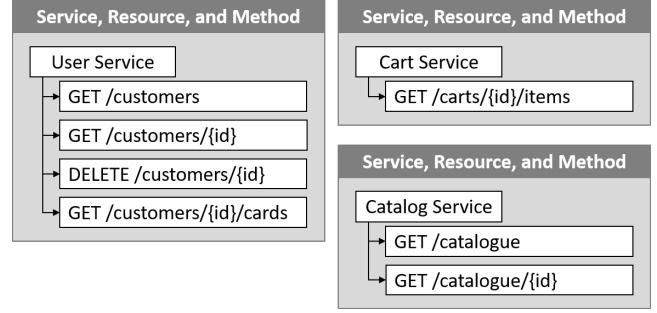 Service, Resource, and Method
User Service
GET /customers
GET /customers/{id}
DELETE /customers/{id}
GET /customers/{id}/cards
Service, Resource, and Method
Cart Service
GET /carts/{id}/items
Service, Resource, and Method
Catalog Service
GET /catalogue
GET /catalogue/{id}